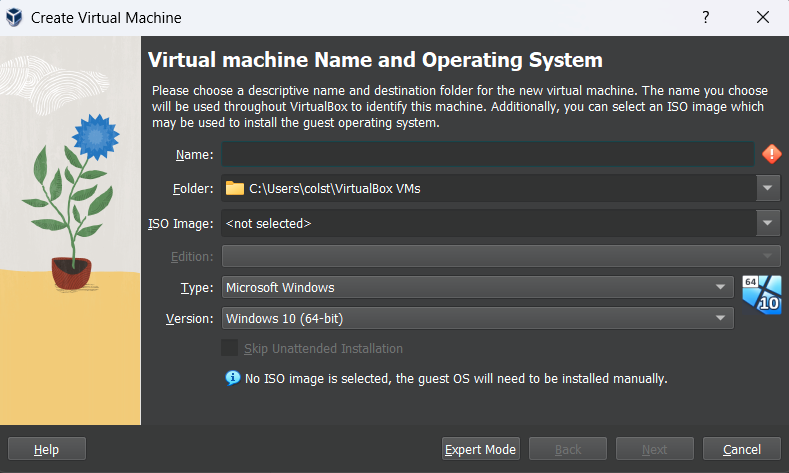 Create Virtual Machine
?
Virtual machine Name and Operating System
Please choose a descriptive name and destination folder for the new virtual machine. The name you choose
will be used throughout VirtualBox to identify this machine. Additionally, you can select an ISO image which
may be used to install the guest operating system.
Name:
Folder: C:\Users\colst\VirtualBox VMs
ISO Image: <not selected>
Edition:
Type: Microsoft Windows
64
10
Version: Windows 10 (64-bit)
Skip Unattended Installation
No ISO image is selected, the guest OS will need to be installed manually.
Help Expert Mode Back Next Cancel